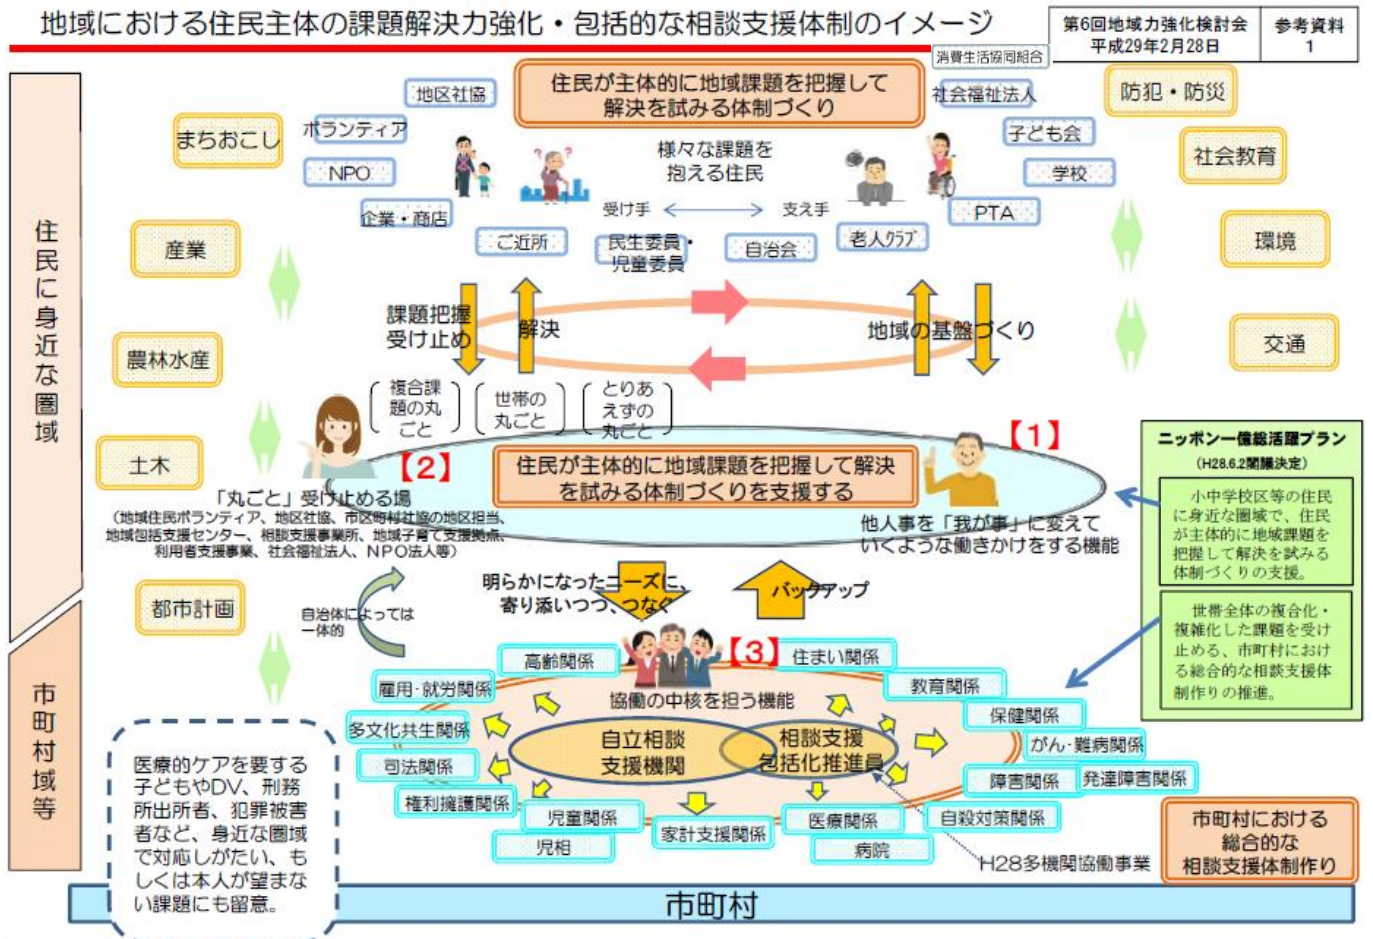 地域における住民主体の課題解決力強化・包括的な相談支援体制のイメージ
第6回地域力強化検討会
平成29年2月28日
参考資料
1
消費生活協同組合
住民が主体的に地域課題を把握して
解決を試みる体制づくり
地区社協
社会福祉法人
防犯・防災
まちおこし
ボランティア
子ども会
社会教育
様々な課題を
抱える住民
NPO
学校
企業・商店
受け手
支え手
PTA
産業
ご近所
民生委員・
児童委員
自治会
老人クラブ
環境
住民に身近な圏域
課題把握
受け止め
解決
地域の基盤づくり
交通
農林水産
複合課
題の丸
ごと
世帯の
丸ごと
とりあ
えずの
丸ごと
【1】
土木
【2】
住民が主体的に地域課題を把握して解決
を試みる体制づくりを支援する
「丸ごと」受け止める場
（地域住民ボランティア、地区社協、市区町村社協の地区担当、
地域包括支援センター、相談支援事業所、地域子育て支援拠点、
利用者支援事業、社会福祉法人、ＮＰＯ法人等）
他人事を「我が事」に変えて
いくような働きかけをする機能
ニッポン一億総活躍プラン
（H28.6.2閣議決定）
小中学校区等の住民
に身近な圏域で、住民
が主体的に地域課題を
把握して解決を試みる
体制づくりの支援。
世帯全体の複合化・
複雑化した課題を受け
止める、市町村におけ
る総合的な相談支援体
制作りの推進。
都市計画
自治体によっては
一体的
明らかになったニーズに、
寄り添いつつ、つなぐ
バックアップ
市町村域等
【3】
高齢関係
住まい関係
雇用・就労関係
協働の中核を担う機能
教育関係
多文化共生関係
保健関係
自立相談
支援機関
相談支援
包括化推進員
がん・難病関係
司法関係
障害関係
発達障害関係
権利擁護関係
児童関係
家計支援関係
医療関係
自殺対策関係
児相
病院
H28多機関協働事業
医療的ケアを要する
子どもやDV、刑務
所出所者、犯罪被害
者など、身近な圏域
で対応しがたい、も
しくは本人が望まな
い課題にも留意。
市町村における
総合的な
相談支援体制作り
市町村